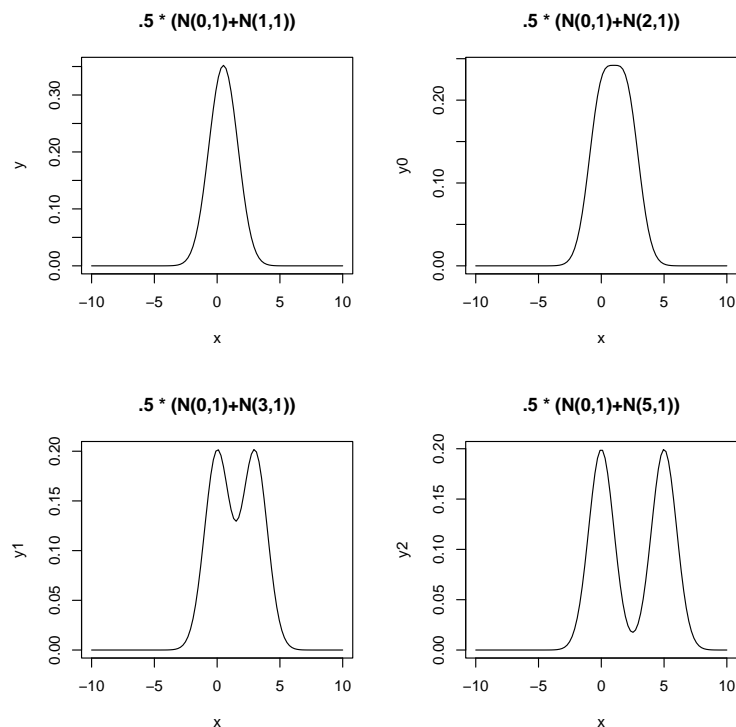 .5 * (N(0,1)+N(1,1))
y
0.00 0.10 0.20 0.30
−10 −5 0 5 10
x
.5 * (N(0,1)+N(2,1))
y0
0.00 0.10 0.20
−10 −5 0 5 10
x
.5 * (N(0,1)+N(3,1))
y1
0.00 0.05 0.10 0.15 0.20
−10 −5 0 5 10
x
.5 * (N(0,1)+N(5,1))
y2
0.00 0.05 0.10 0.15 0.20
−10 −5 0 5 10
x